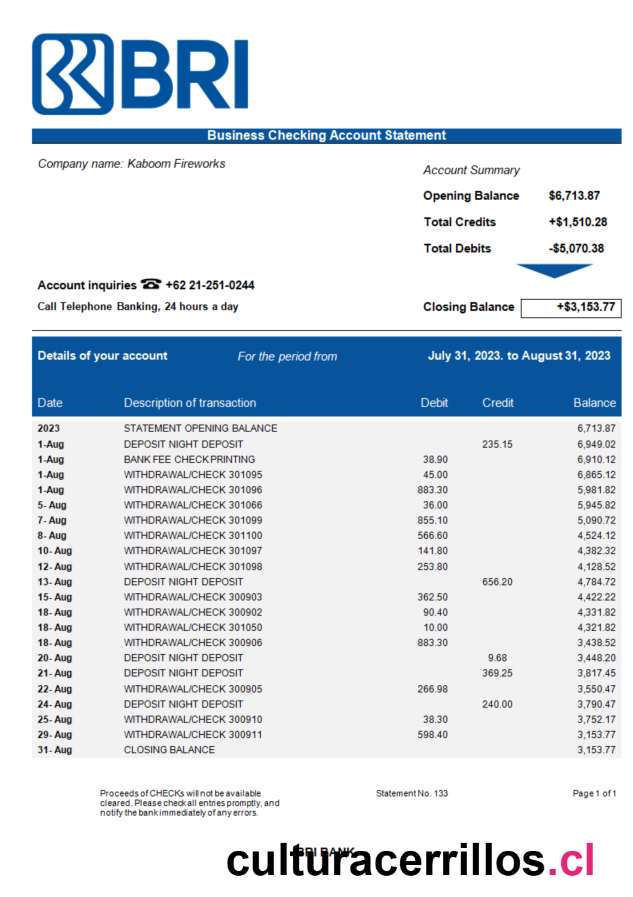 BRI
Business Checking Account Statement
Company name: Kaboom Fireworks
Account Summary
Opening Balance $6,713.87
Total Credits +$1,510.28
Total Debits -$5,070.38
Account inquiries ☎ +62 21-251-0244
Call Telephone Banking, 24 hours a day
Closing Balance +$3,153.77
Details of your account For the period from July 31, 2023. to August 31, 2023
Date Description of transaction Debit Credit Balance
2023 STATEMENT OPENING BALANCE 6,713.87
1-Aug DEPOSIT NIGHT DEPOSIT 235.15 6,949.02
1-Aug BANK FEE CHECK PRINTING 38.90 6,910.12
1-Aug WITHDRAWAL/CHECK 301095 45.00 6,865.12
1-Aug WITHDRAWAL/CHECK 301096 883.30 5,981.82
5- Aug WITHDRAWAL/CHECK 301066 36.00 5,945.82
7- Aug WITHDRAWAL/CHECK 301099 855.10 5,090.72
8- Aug WITHDRAWAL/CHECK 301100 566.60 4,524.12
10- Aug WITHDRAWAL/CHECK 301097 141.80 4,382.32
12- Aug WITHDRAWAL/CHECK 301098 253.80 4,128.52
13- Aug DEPOSIT NIGHT DEPOSIT 656.20 4,784.72
15- Aug WITHDRAWAL/CHECK 300903 362.50 4,422.22
18- Aug WITHDRAWAL/CHECK 300902 90.40 4,331.82
18- Aug WITHDRAWAL/CHECK 301050 10.00 4,321.82
18- Aug WITHDRAWAL/CHECK 300906 883.30 3,438.52
20- Aug DEPOSIT NIGHT DEPOSIT 9.68 3,448.20
21- Aug DEPOSIT NIGHT DEPOSIT 369.25 3,817.45
22- Aug WITHDRAWAL/CHECK 300905 266.98 3,550.47
24- Aug DEPOSIT NIGHT DEPOSIT 240.00 3,790.47
25- Aug WITHDRAWAL/CHECK 300910 38.30 3,752.17
29- Aug WITHDRAWAL/CHECK 300911 598.40 3,153.77
31- Aug CLOSING BALANCE 3,153.77
Proceeds of CHECKs will not be available
cleared. Please check all entries promptly, and
notify the bank immediately of any errors.
Statement No. 133
Page 1 of 1
BRI BANK
culturacerrillos.cl